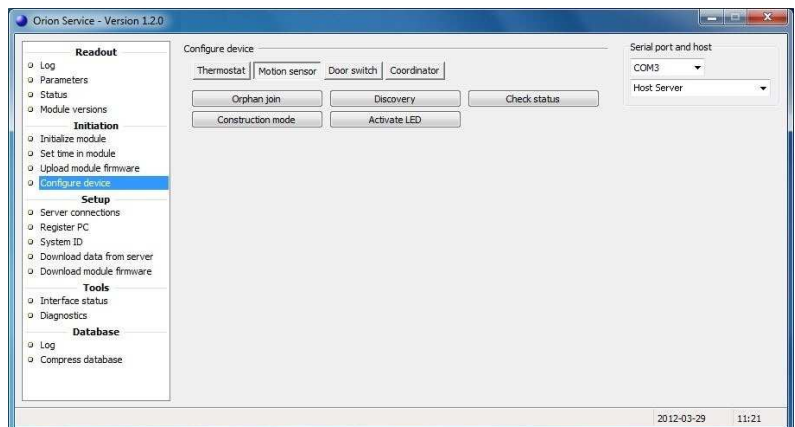 Orion Service - Version 1.2.0
Readout
Log
Parameters
Status
Module versions
Initiation
Initialize module
Set time in module
Upload module firmware
Configure device
Setup
Server connections
Register PC
System ID
Download data from server
Download module firmware
Tools
Interface status
Diagnostics
Database
Log
Compress database
Configure device
Thermostat Motion sensor Door switch Coordinator
Orphan join Discovery Check status
Construction mode Activate LED
Serial port and host
COM3
Host Server
2012-03-29 11:21